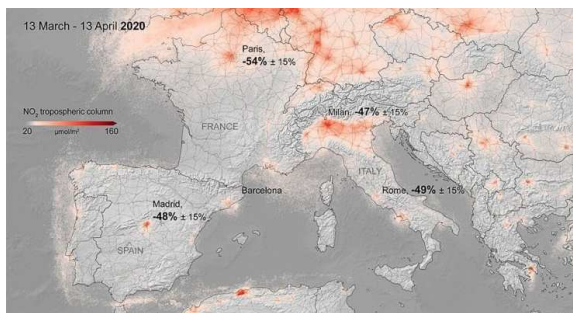 13 March - 13 April 2020
Paris,
-54% ± 15%
NO₂ tropospheric column
20 μmol/m² 160
Milan, -47% ± 15%
FRANCE
ITALY
Barcelona
Rome, -49% ± 15%
Madrid,
-48% ± 15%
SPAIN